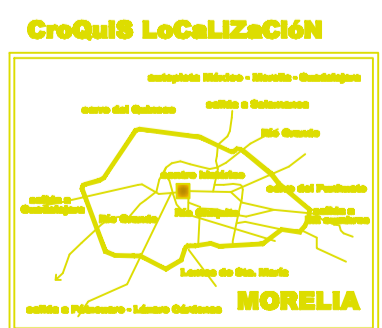 CroQuiS LoCaLiZaCióN
autopista México - Morelia - Guadalajara
cerro del Quinceo
salida a Salamanca
Río Grande
centro histórico
cerro del Punhuato
salida a
Guadalajara
Río Grande
Río Chiquito
salida a
mil cumbres
Lomas de Sta. María
MORELIA
salida a Pátzcuaro - Lázaro Cárdenas